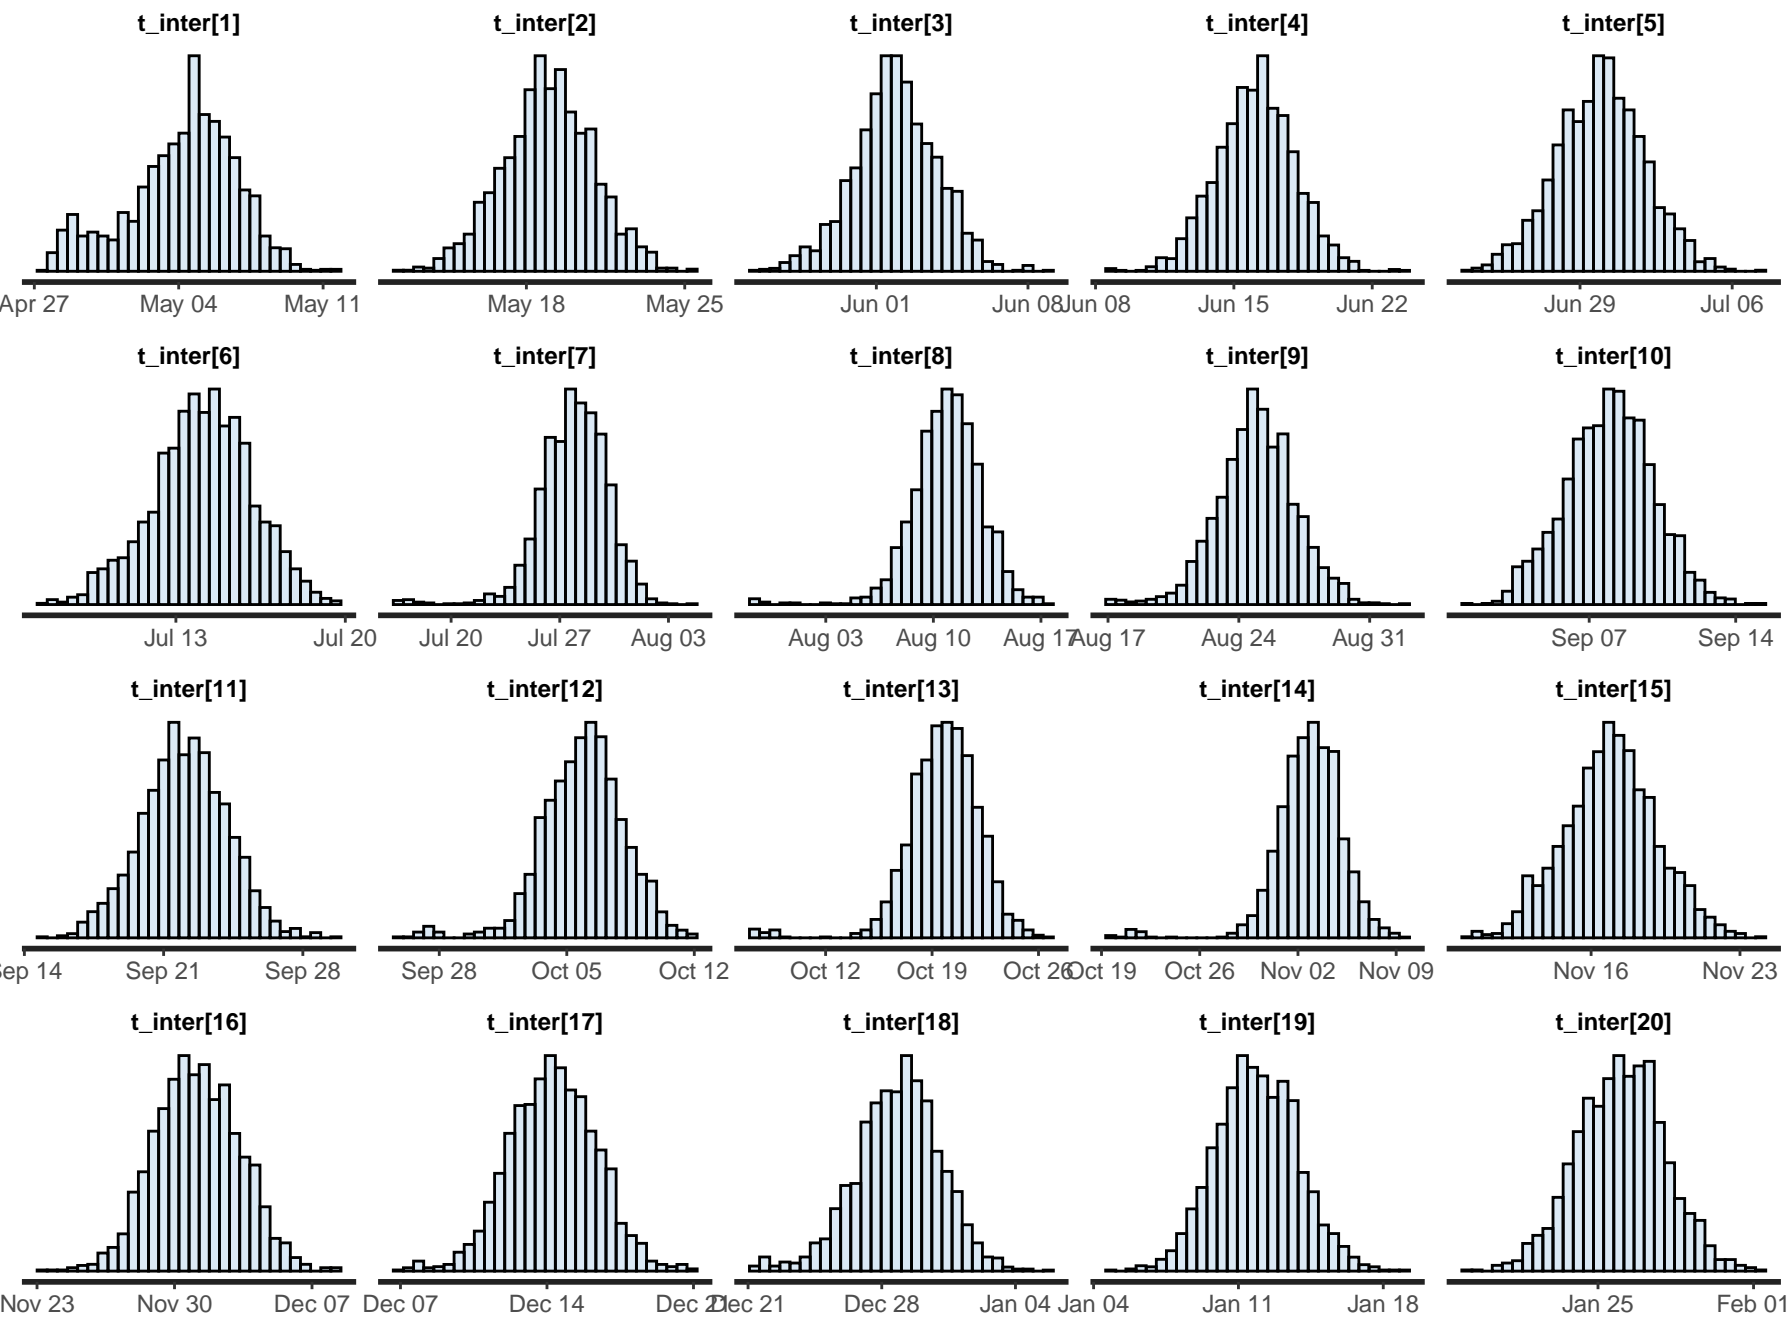 t_inter[1] t_inter[2] t_inter[3] t_inter[4] t_inter[5]
Apr 27 May 04 May 11 May 18 May 25 Jun 01 Jun 08 Jun 08 Jun 15 Jun 22 Jun 29 Jul 06
t_inter[6] t_inter[7] t_inter[8] t_inter[9] t_inter[10]
Jul 13 Jul 20 Jul 20 Jul 27 Aug 03 Aug 03 Aug 10 Aug 17 Aug 17 Aug 24 Aug 31 Sep 07 Sep 14
t_inter[11] t_inter[12] t_inter[13] t_inter[14] t_inter[15]
Sep 14 Sep 21 Sep 28 Sep 28 Oct 05 Oct 12 Oct 12 Oct 19 Oct 26 Oct 19 Oct 26 Nov 02 Nov 09 Nov 16 Nov 23
t_inter[16] t_inter[17] t_inter[18] t_inter[19] t_inter[20]
Nov 23 Nov 30 Dec 07 Dec 07 Dec 14 Dec 21 Dec 21 Dec 28 Jan 04 Jan 04 Jan 11 Jan 18 Jan 25 Feb 01